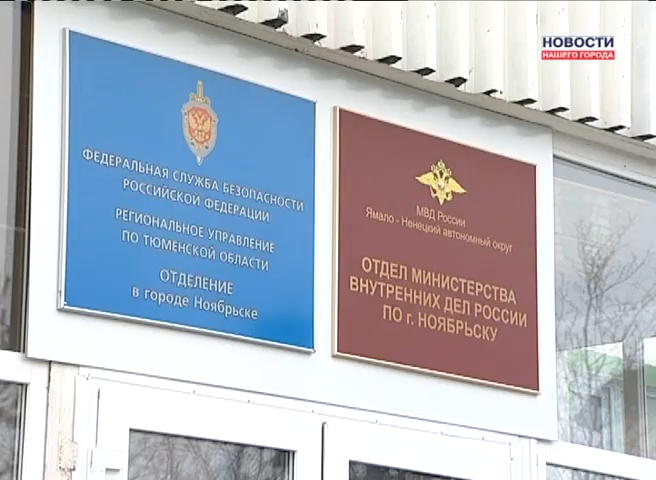 НОВОСТИ
НАШЕГО ГОРОДА
ФЕДЕРАЛЬНАЯ СЛУЖБА БЕЗОПАСНОСТИ
РОССИЙСКОЙ ФЕДЕРАЦИИ
РЕГИОНАЛЬНОЕ УПРАВЛЕНИЕ
ПО ТЮМЕНСКОЙ ОБЛАСТИ
ОТДЕЛЕНИЕ
в городе Ноябрьске
МВД России
Ямало - Ненецкий автономный округ
ОТДЕЛ МИНИСТЕРСТВА
ВНУТРЕННИХ ДЕЛ РОССИИ
ПО г. НОЯБРЬСКУ